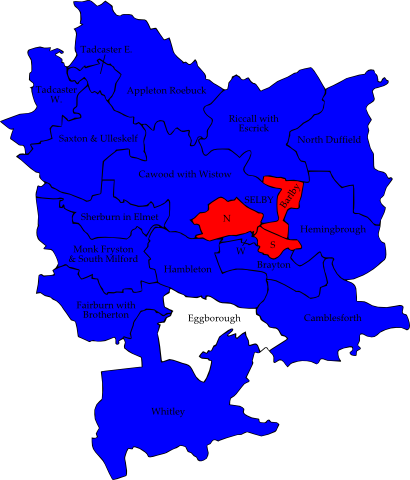 Tadcaster E
Tadcaster
W
Appleton Roebuck
Riccall with
Escrick
Saxton & Ulleskelf
North Duffield
Cawood with Wistow
SELBY
Barlby
Sherburn in Elmet
N
Hemingbrough
Monk Fryston
& South Milford
W
S
Brayton
Hambleton
Fairburn with
Brotherton
Eggborough
Camblesforth
Whitley